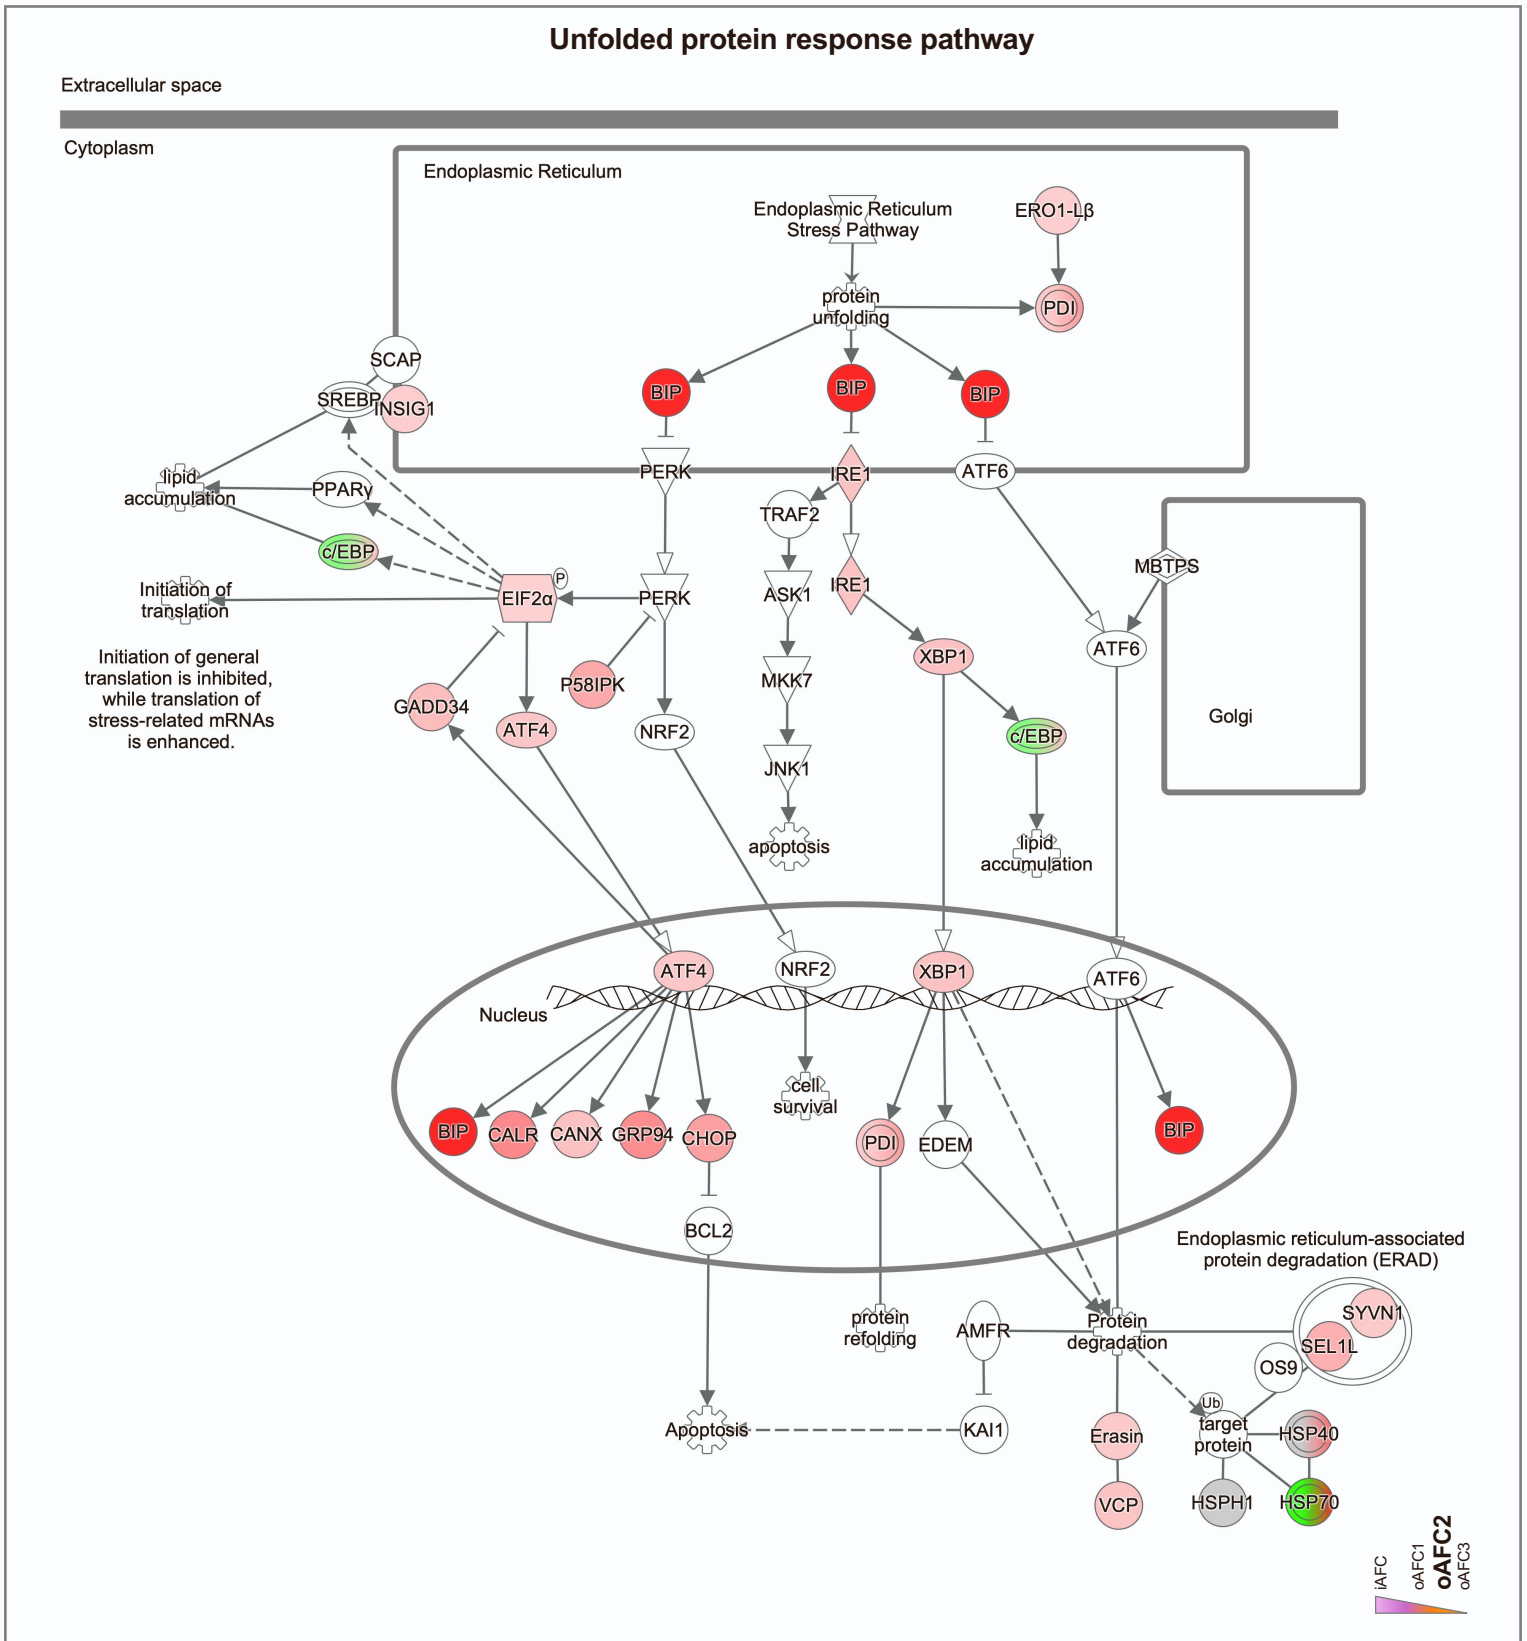 Unfolded protein response pathway
Extracellular space
Cytoplasm
Endoplasmic Reticulum
Endoplasmic Reticulum
Stress Pathway
ERO1-Lβ
protein
unfolding
PDI
SCAP
SREBP
INSIG1
BIP
BIP
BIP
PERK
IRE1
ATF6
lipid
accumulation
PPARγ
TRAF2
c/EBP
MBTPS
P
Initiation of
translation
EIF2α
PERK
ASK1
IRE1
ATF6
XBP1
Initiation of general
translation is inhibited,
while translation of
stress-related mRNAs
is enhanced.
P58IPK
MKK7
GADD34
ATF4
NRF2
c/EBP
Golgi
JNK1
apoptosis
lipid
accumulation
ATF4
NRF2
XBP1
ATF6
Nucleus
cell
survival
BIP
CALR
CANX
GRP94
CHOP
PDI
EDEM
BIP
BCL2
Endoplasmic reticulum-associated
protein degradation (ERAD)
SYVN1
protein
refolding
AMFR
Protein
degradation
SEL1L
OS9
Ub
Apoptosis
KAI1
Erasin
target
protein
HSP40
VCP
HSPH1
HSP70
iAFC
oAFC1
oAFC2
oAFC3